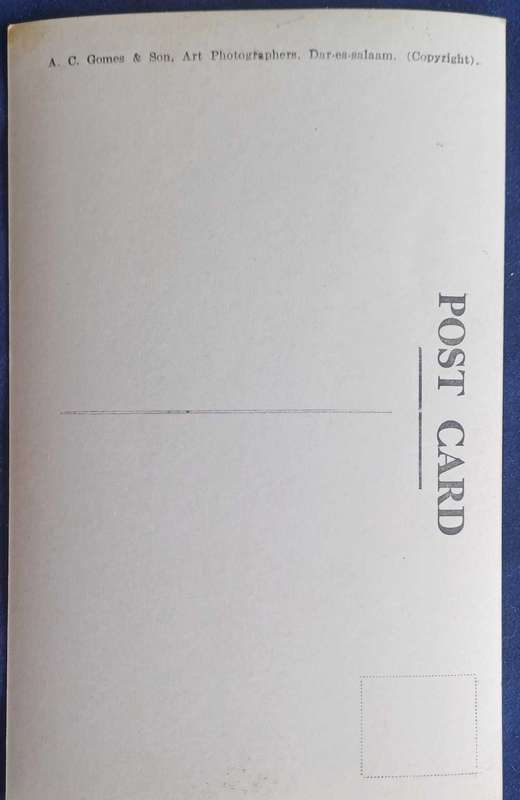 A. C. Gomes & Son, Art Photographers, Dar-es-salaam. (Copyright).
POST CARD